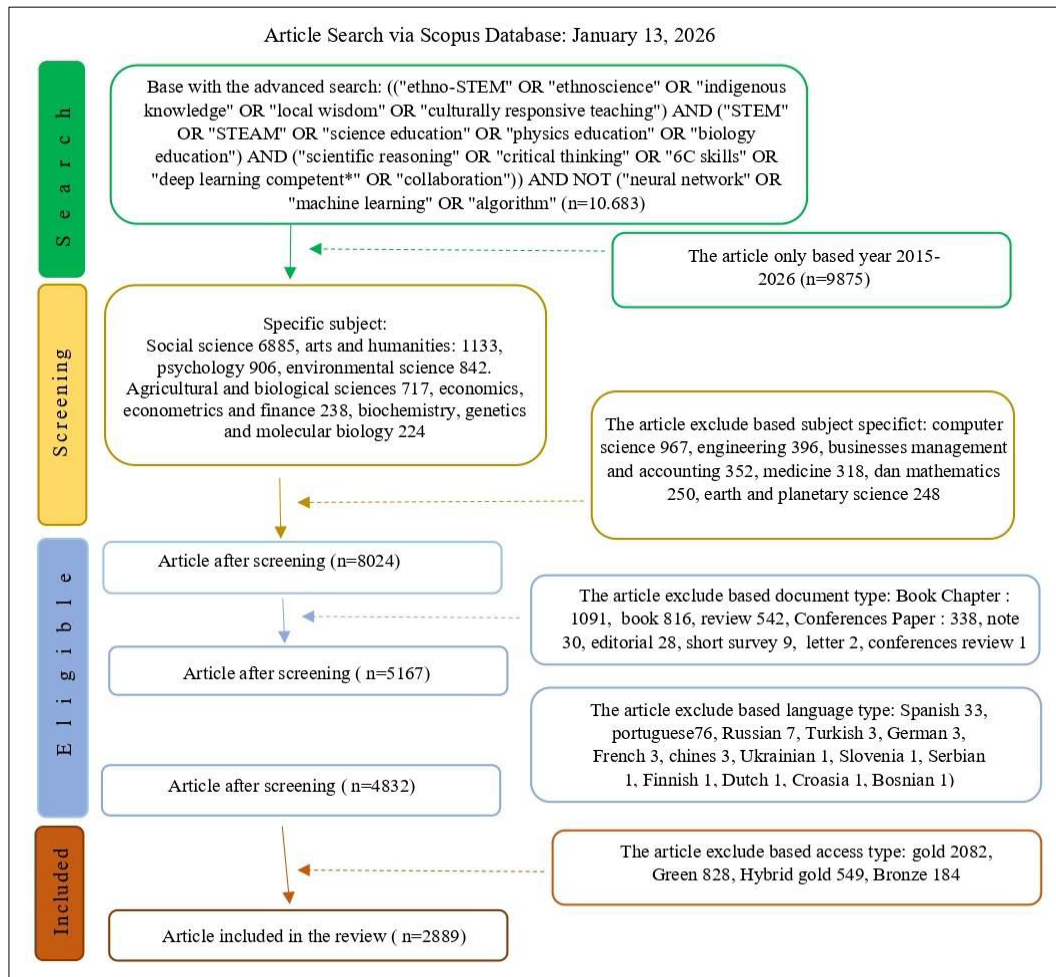 Article Search via Scopus Database: January 13, 2026
Search
Base with the advanced search: (("ethno-STEM" OR "ethnoscience" OR "indigenous
knowledge" OR "local wisdom" OR "culturally responsive teaching") AND ("STEM"
OR "STEAM" OR "science education" OR "physics education" OR "biology
education") AND ("scientific reasoning" OR "critical thinking" OR "6C skills" OR
"deep learning competent*" OR "collaboration")) AND NOT ("neural network" OR
"machine learning" OR "algorithm" (n=10.683)
The article only based year 2015-
2026 (n=9875)
Screening
Specific subject:
Social science 6885, arts and humanities: 1133,
psychology 906, environmental science 842.
Agricultural and biological sciences 717, economics,
econometrics and finance 238, biochemistry, genetics
and molecular biology 224
The article exclude based subject specifict: computer
science 967, engineering 396, businesses management
and accounting 352, medicine 318, dan mathematics
250, earth and planetary science 248
Eligible
Article after screening (n=8024)
The article exclude based document type: Book Chapter :
1091, book 816, review 542, Conferences Paper : 338, note
30, editorial 28, short survey 9, letter 2, conferences review 1
Article after screening ( n=5167)
The article exclude based language type: Spanish 33,
portuguese76, Russian 7, Turkish 3, German 3,
French 3, chines 3, Ukrainian 1, Slovenia 1, Serbian
1, Finnish 1, Dutch 1, Croasia 1, Bosnian 1)
Article after screening ( n=4832)
Included
The article exclude based access type: gold 2082,
Green 828, Hybrid gold 549, Bronze 184
Article included in the review ( n=2889)